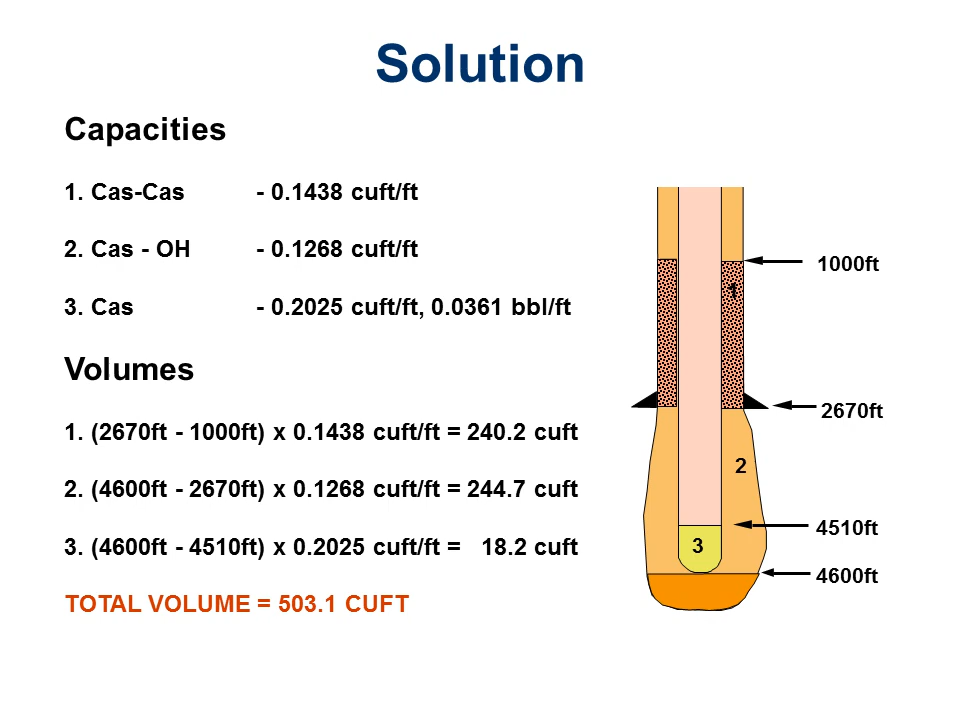 Solution
Capacities
1. Cas-Cas - 0.1438 cuft/ft
2. Cas - OH - 0.1268 cuft/ft
3. Cas - 0.2025 cuft/ft, 0.0361 bbl/ft
Volumes
1. (2670ft - 1000ft) x 0.1438 cuft/ft = 240.2 cuft
2. (4600ft - 2670ft) x 0.1268 cuft/ft = 244.7 cuft
3. (4600ft - 4510ft) x 0.2025 cuft/ft = 18.2 cuft
TOTAL VOLUME = 503.1 CUFT
1000ft
1
2670ft
2
4510ft
3
4600ft